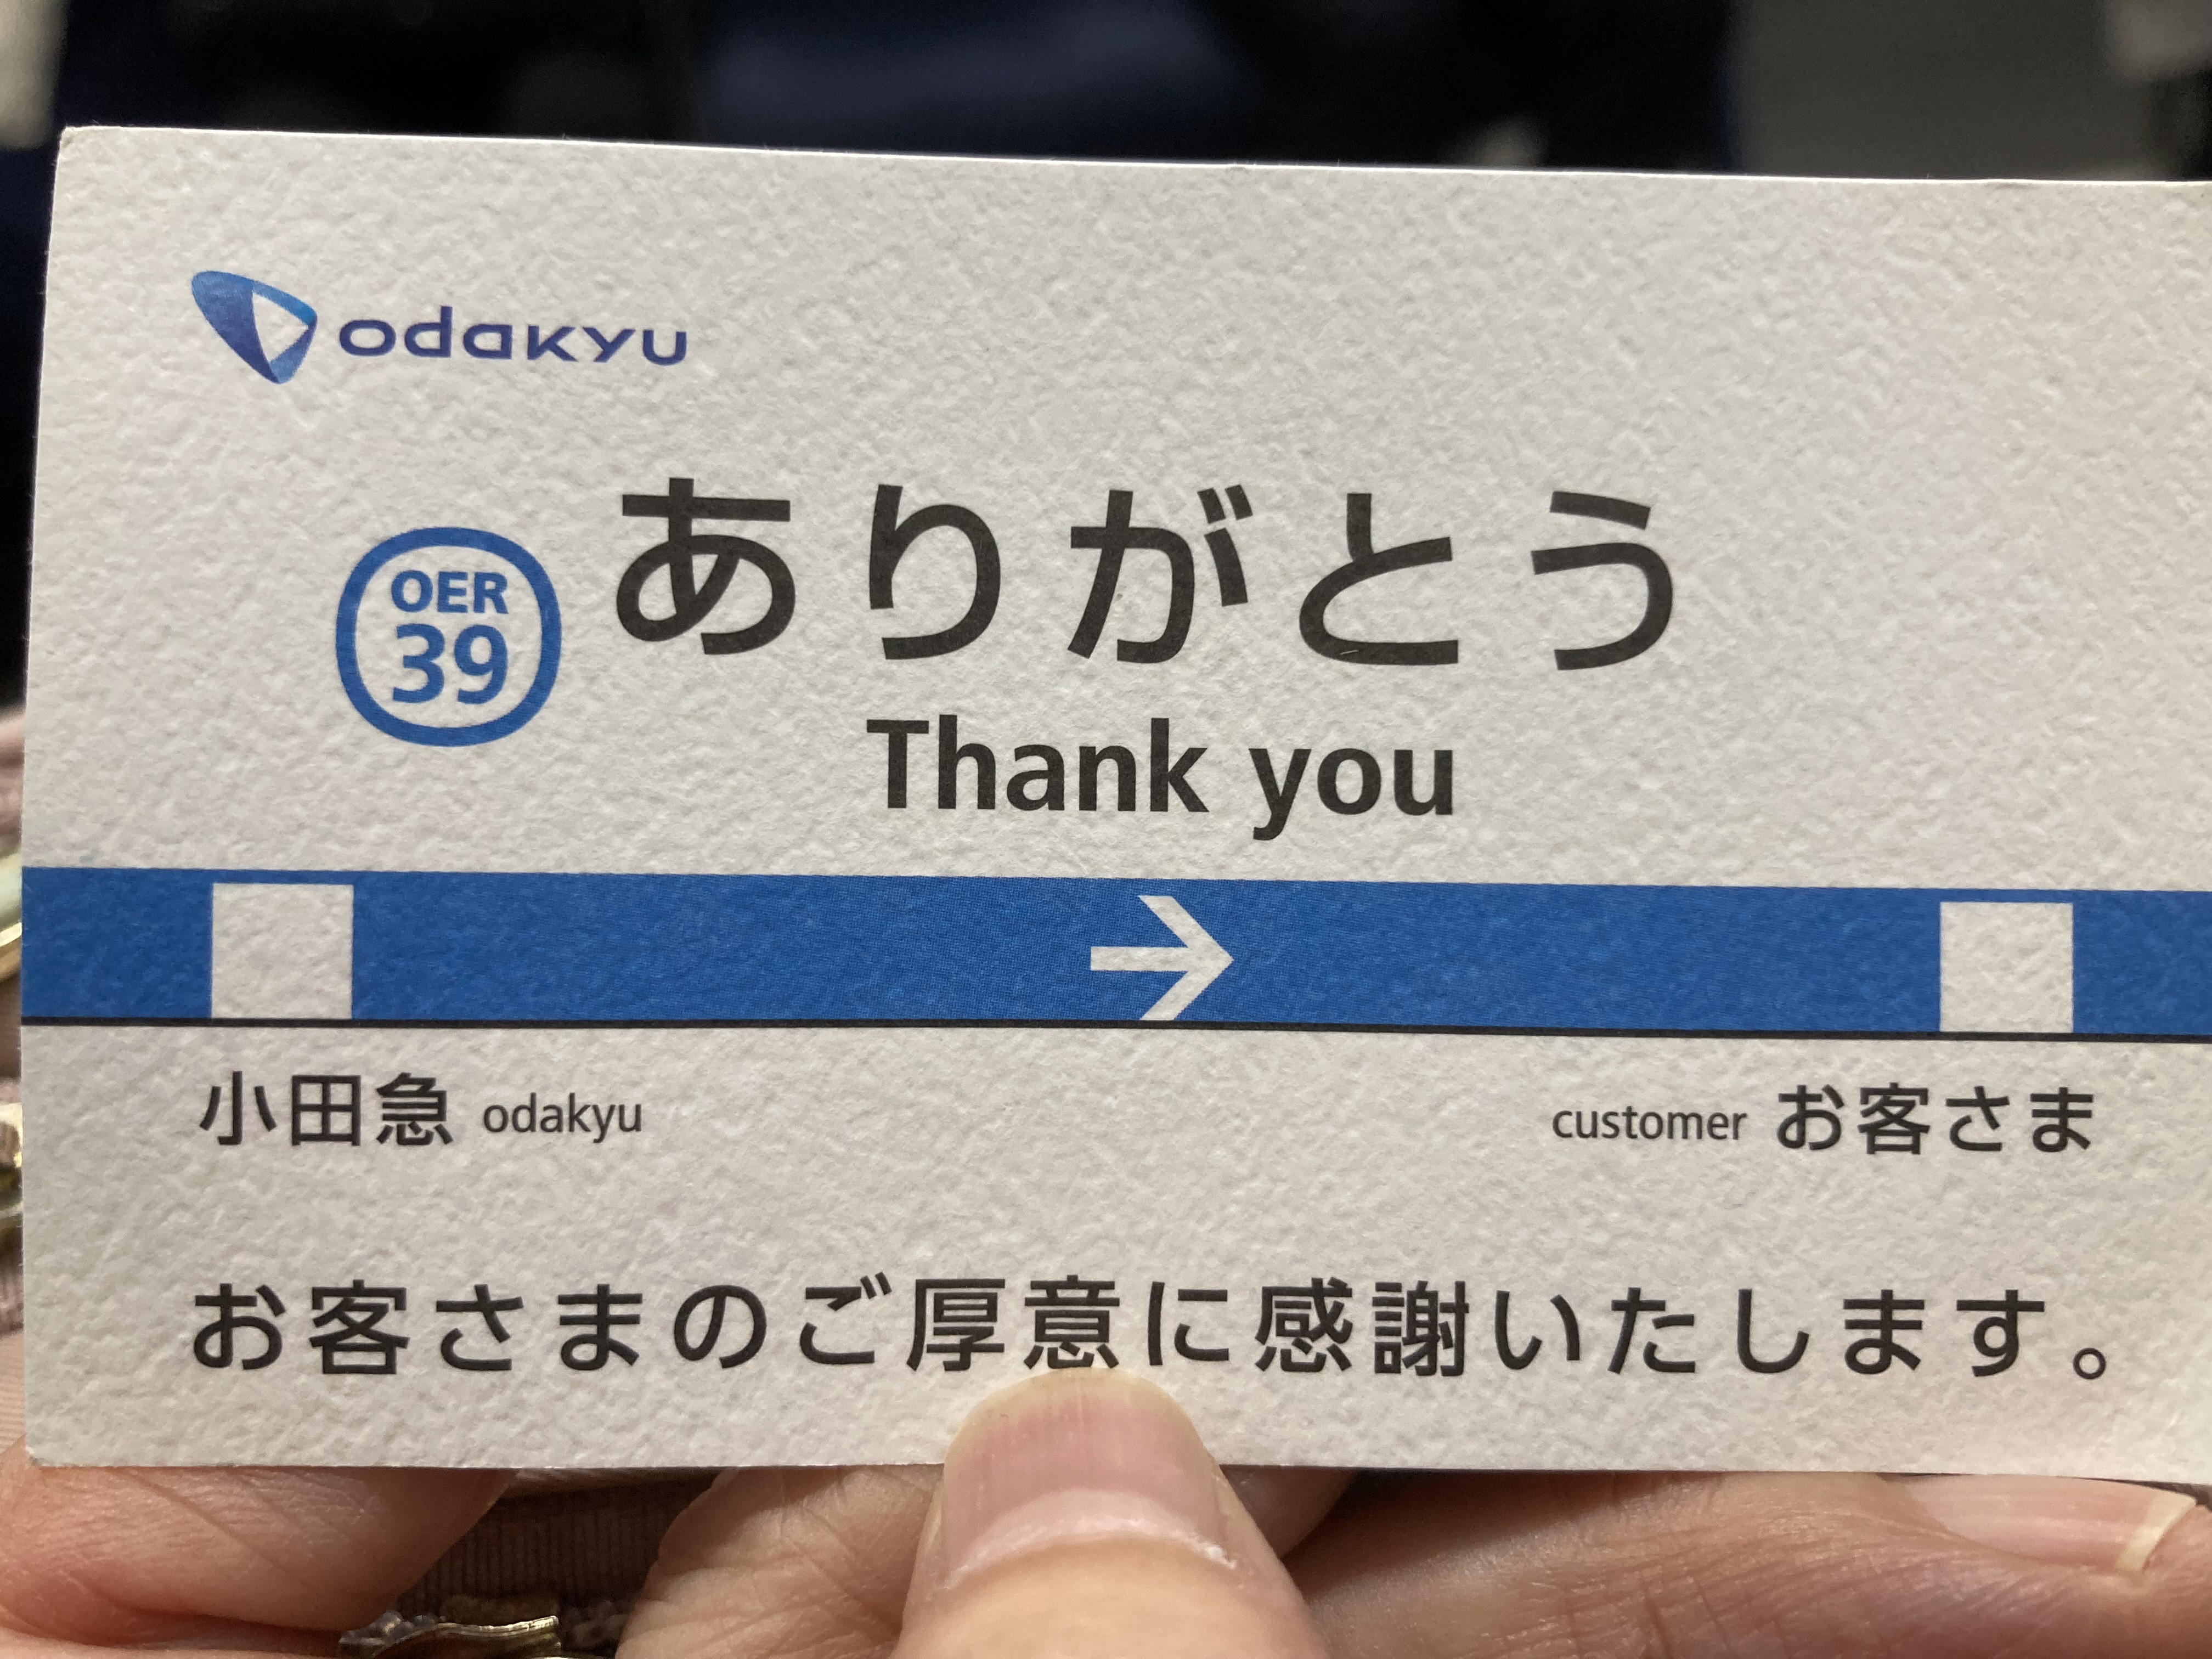 odakyu
OER
39
ありがとう
Thank you
→
小田急 odakyu
customer お客さま
お客さまのご厚意に感謝いたします。